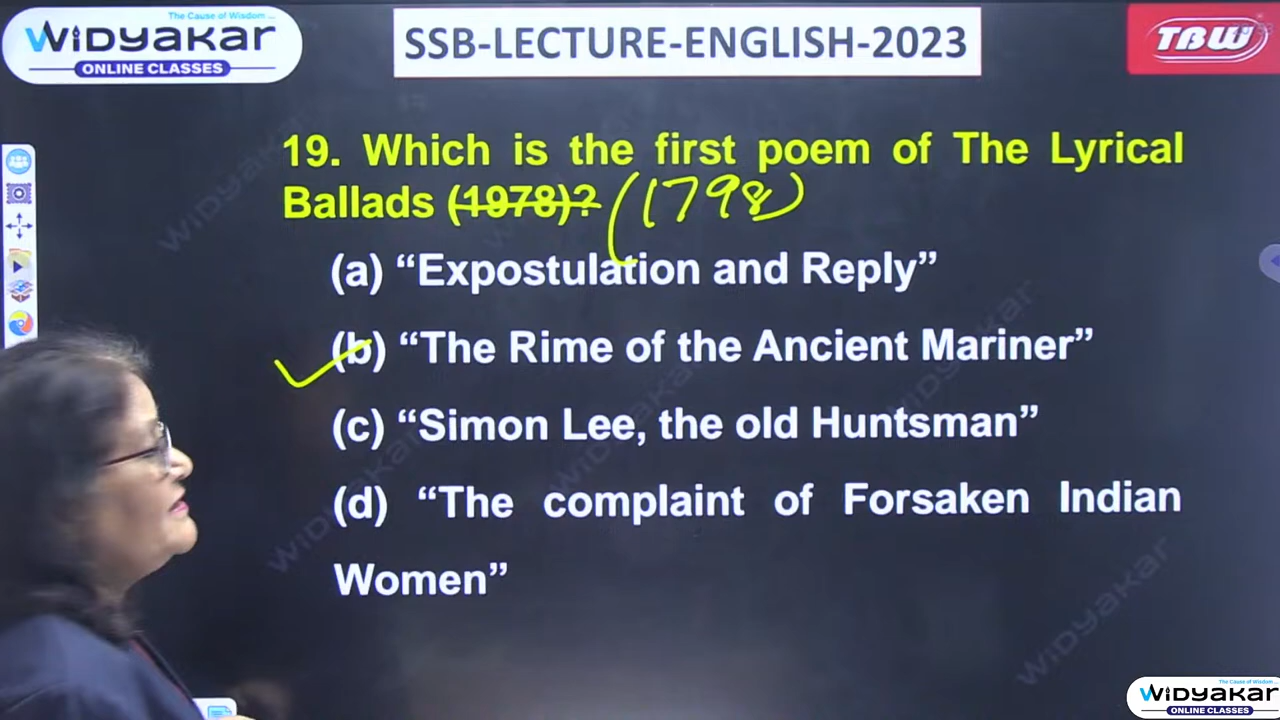 The Cause of Wisdom ...
WIDYAKAR
ONLINE CLASSES
SSB-LECTURE-ENGLISH-2023
TBW
19. Which is the first poem of The Lyrical
Ballads (1978)? (1798)
(a) “Expostulation and Reply”
(b) “The Rime of the Ancient Mariner”
(c) “Simon Lee, the old Huntsman”
(d) “The complaint of Forsaken Indian
Women”
The Cause of Wisdom ...
WIDYAKAR
ONLINE CLASSES